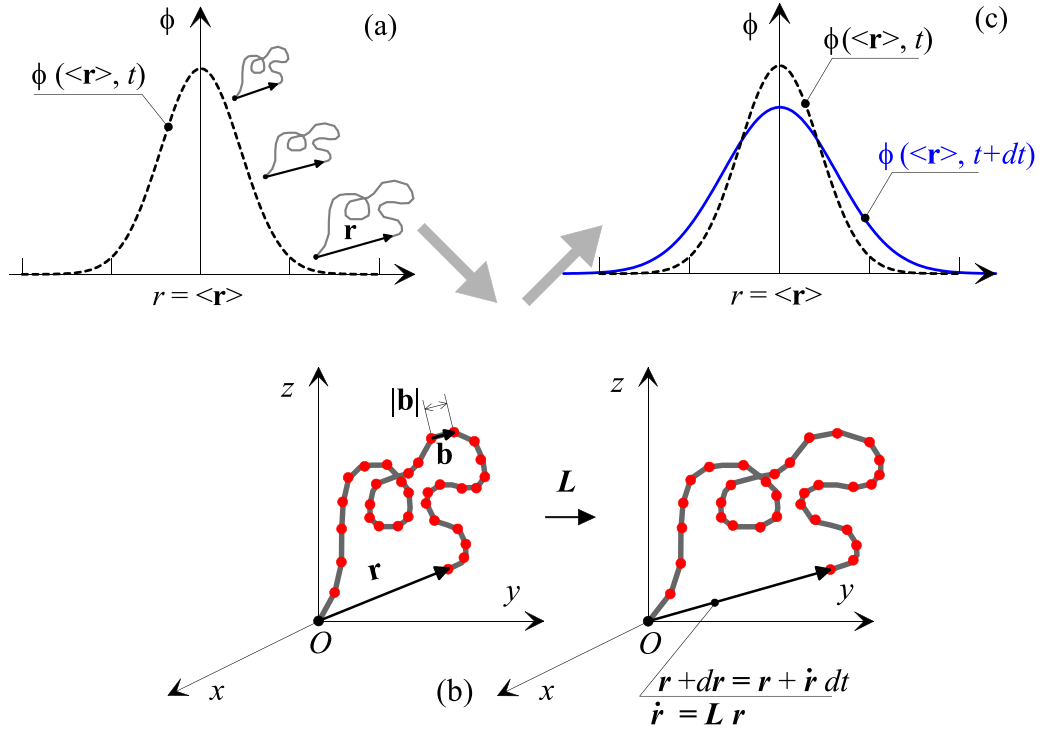 ϕ
(a)
ϕ (<r>, t)
r
r = <r>
ϕ
(c)
ϕ(<r>, t)
ϕ (<r>, t+dt)
r = <r>
z
|b|
b
r
y
O
x
(b)
L
z
y
O
x
r +dr = r + ṙ dt
ṙ = L r